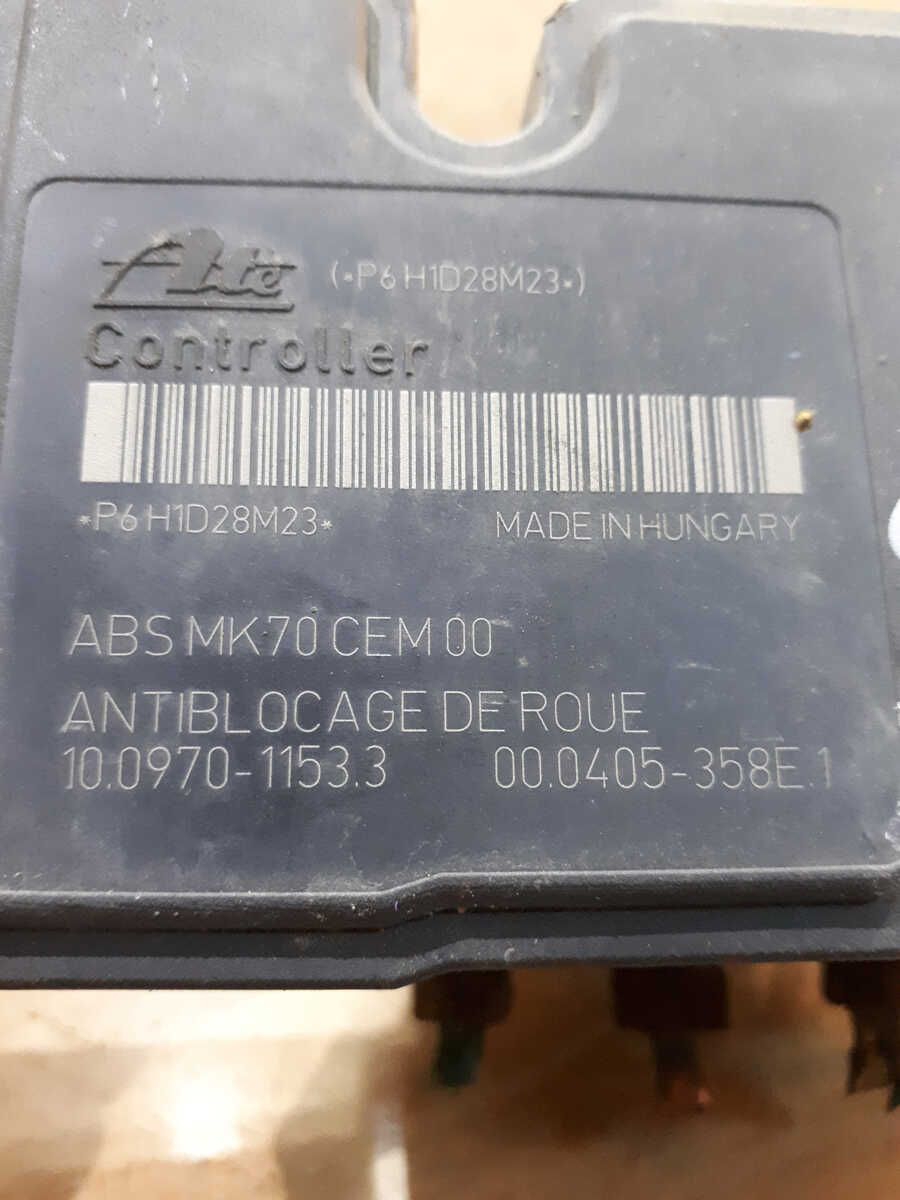 Ate (*P6 H1D28M23*)
Controller
*P6 H1D28M23* MADE IN HUNGARY
ABS MK70 CEM 00
ANTIBLOCAGE DE ROUE
10.0970-1153.3 00.0405-358E.1